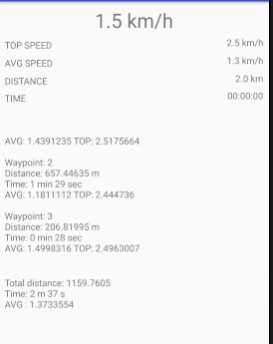 1.5 km/h
TOP SPEED 2.5 km/h
AVG SPEED 1.3 km/h
DISTANCE 2.0 km
TIME 00:00:00
AVG: 1.4391235 TOP: 2.5175664
Waypoint: 2
Distance: 657.44635 m
Time: 1 min 29 sec
AVG: 1.1811112 TOP: 2.444736
Waypoint: 3
Distance: 206.81995 m
Time: 0 min 28 sec
AVG: 1.4998316 TOP: 2.4963007
Total distance: 1159.7605
Time: 2 m 37 s
AVG : 1.3733554